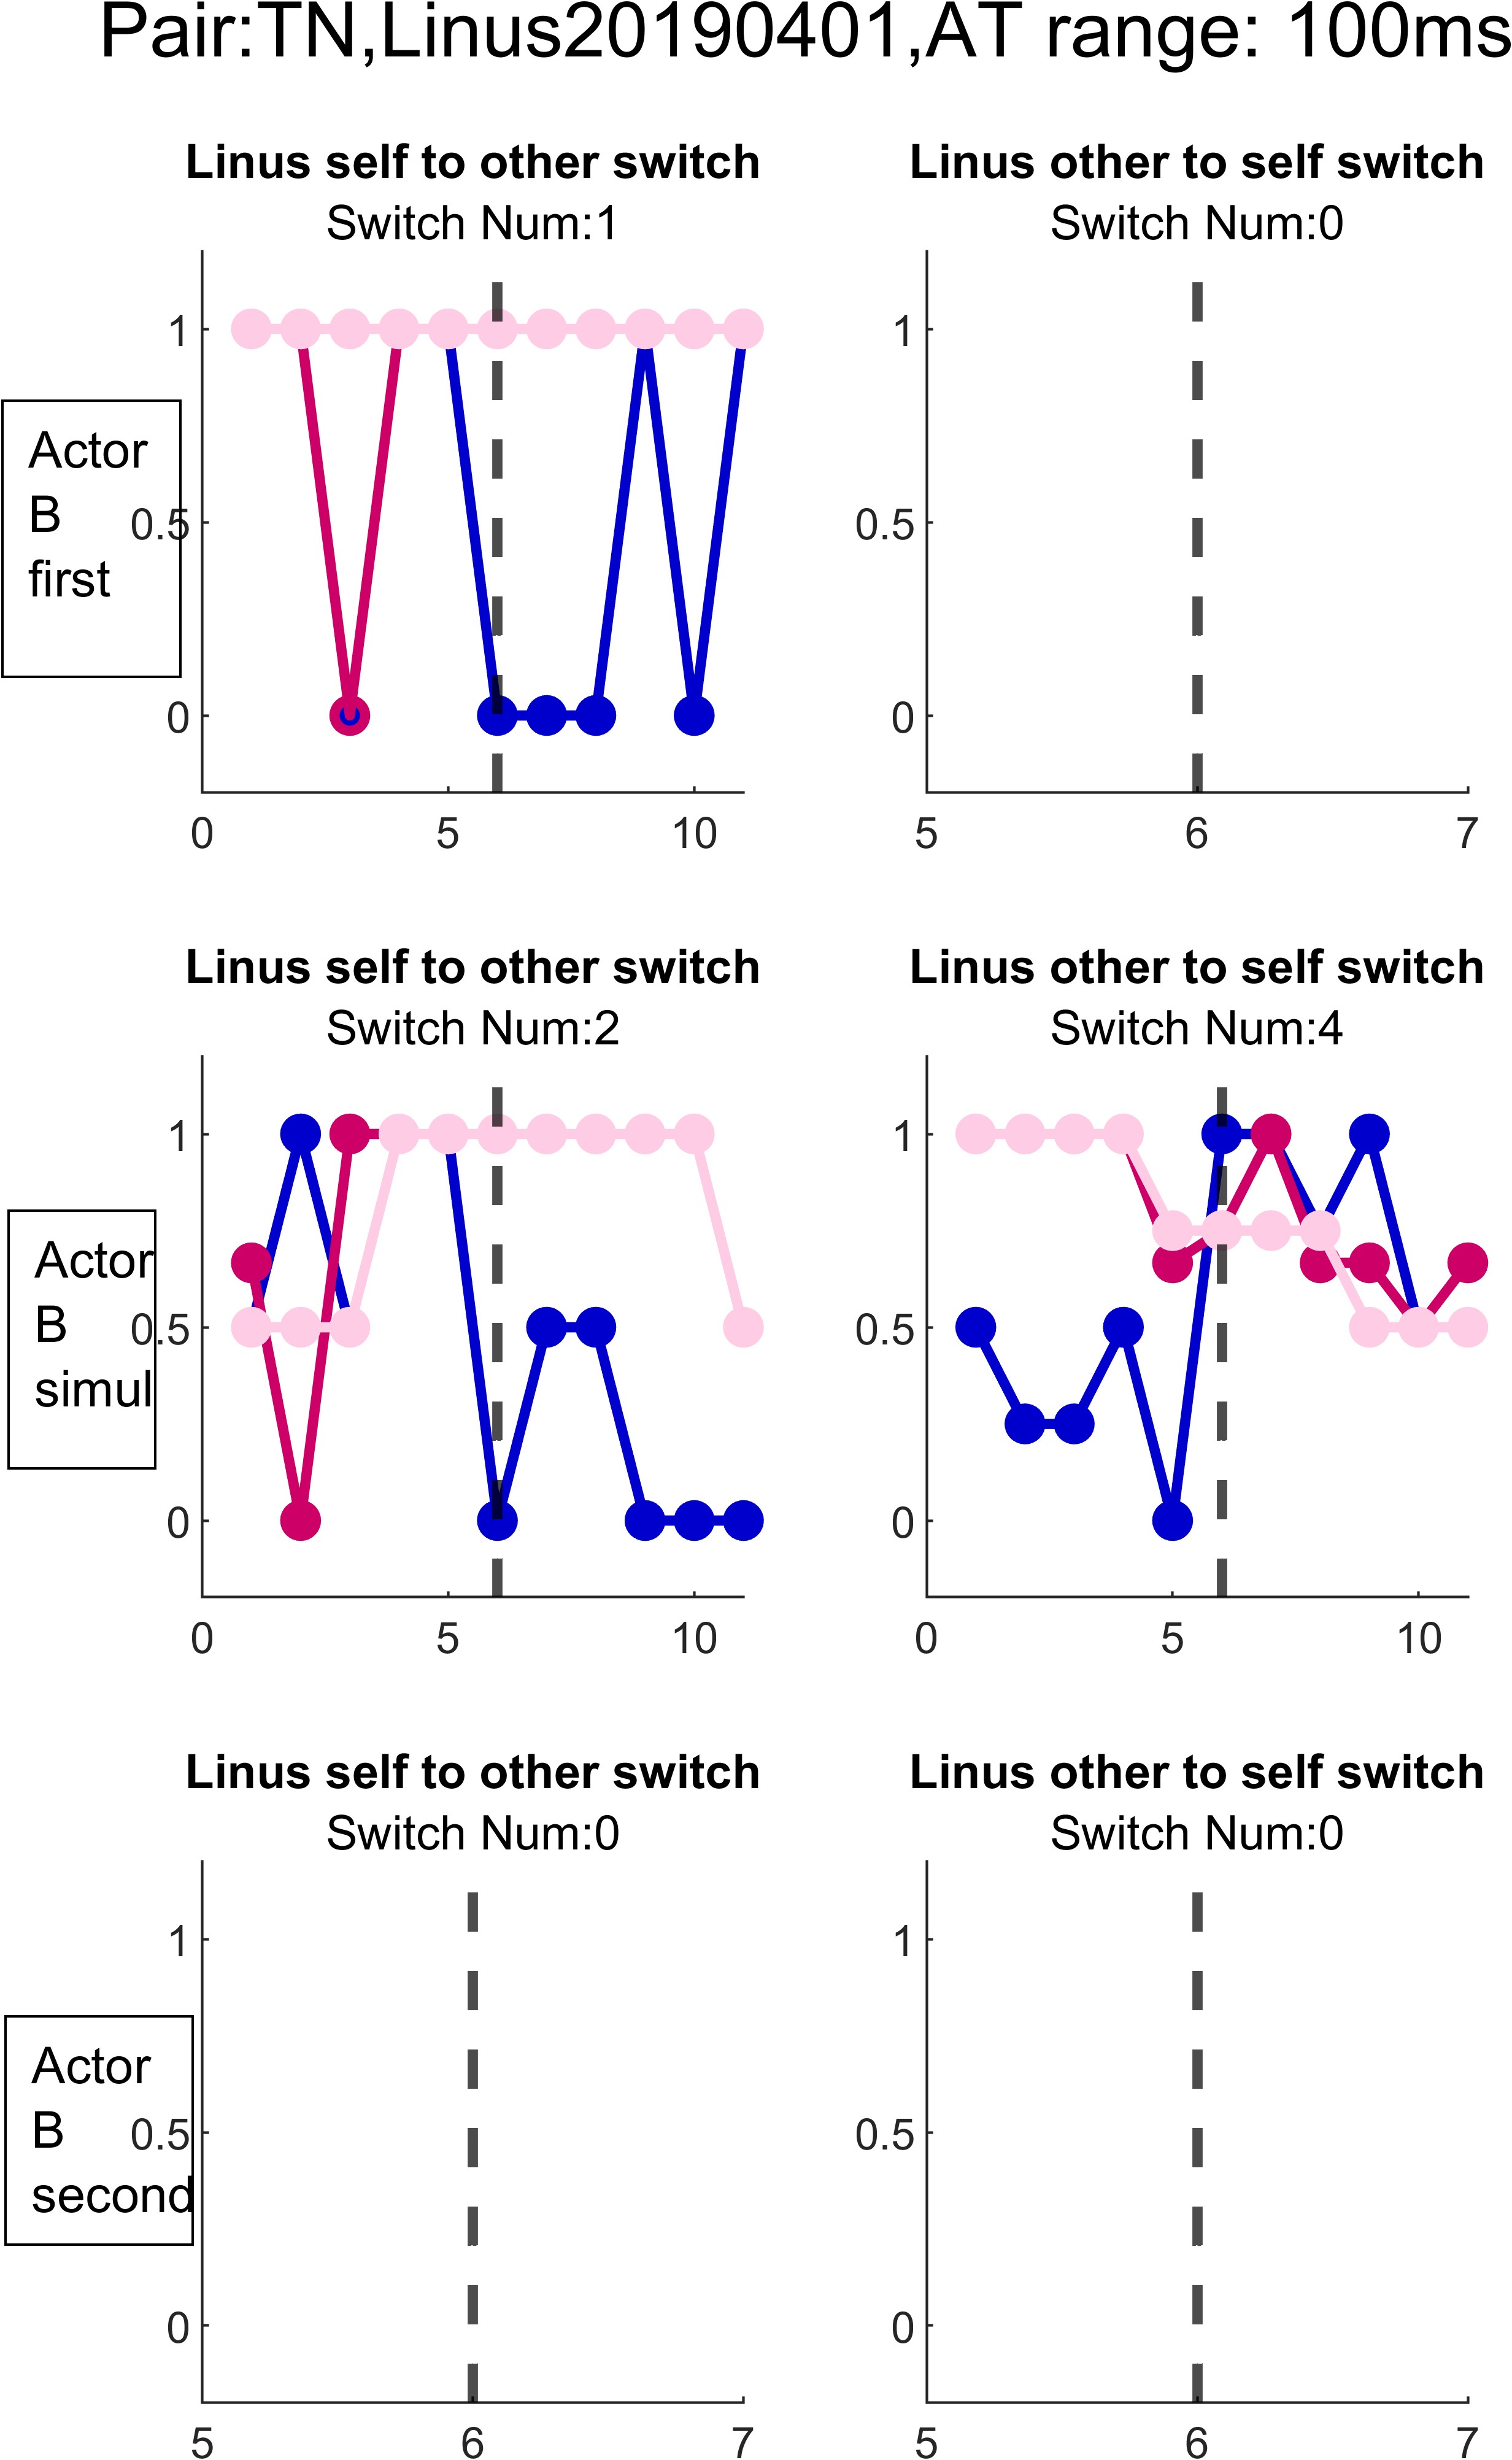 Pair:TN,Linus20190401,AT range: 100ms
Linus self to other switch
Switch Num:1
1
0.5
0
0 5 10
Actor
B
first
Linus other to self switch
Switch Num:0
1
0.5
0
5 6 7
Linus self to other switch
Switch Num:2
1
0.5
0
0 5 10
Actor
B
simul
Linus other to self switch
Switch Num:4
1
0.5
0
0 5 10
Linus self to other switch
Switch Num:0
1
0.5
0
5 6 7
Actor
B
second
Linus other to self switch
Switch Num:0
1
0.5
0
5 6 7